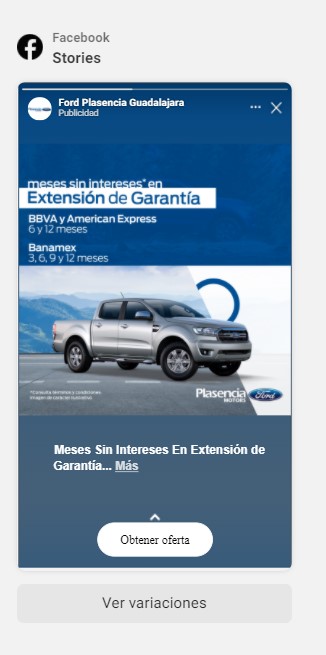 Facebook
Stories
Ford Plasencia Guadalajara
Publicidad
meses sin intereses* en
Extensión de Garantía
BBVA y American Express
6 y 12 meses
Banamex
3, 6, 9 y 12 meses
*Consulta términos y condiciones
Imagen de carácter ilustrativo
Plasencia
MOTORS
Ford
Meses Sin Intereses En Extensión de
Garantía... Más
Obtener oferta
Ver variaciones